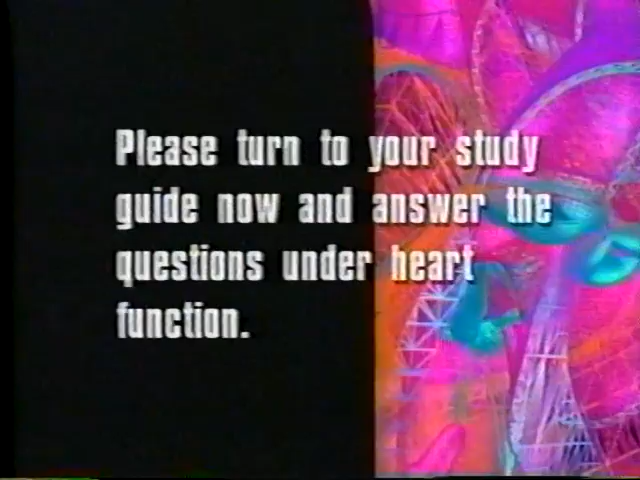 Please turn to your study
guide now and answer the
questions under heart
function.